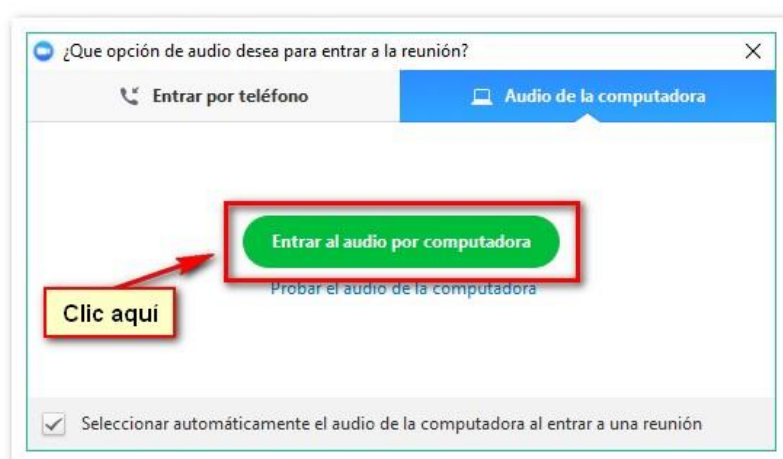 ¿Que opción de audio desea para entrar a la reunión?
Entrar por teléfono
Audio de la computadora
Entrar al audio por computadora
Probar el audio de la computadora
Clic aquí
Seleccionar automáticamente el audio de la computadora al entrar a una reunión